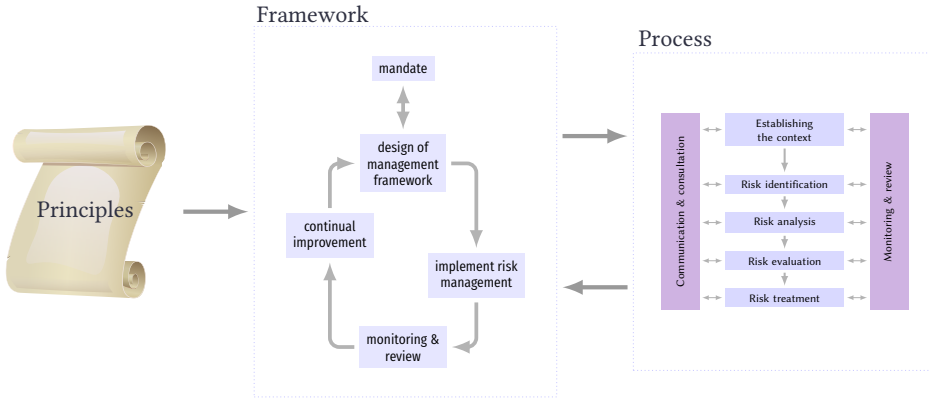 Principles
Framework
mandate
design of
management
framework
continual
improvement
implement risk
management
monitoring &
review
Process
Communication & consultation
Establishing
the context
Risk identification
Risk analysis
Risk evaluation
Risk treatment
Monitoring & review